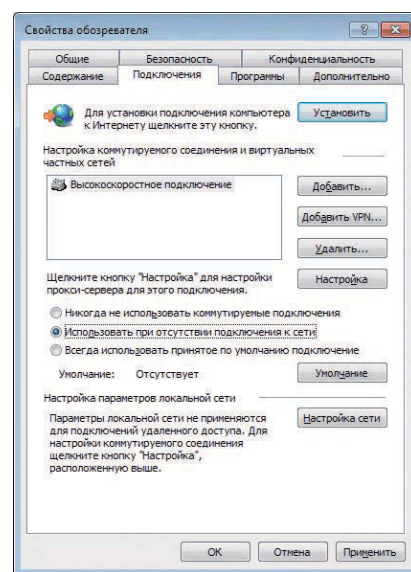 Свойства обозревателя
Общие Безопасность Конфиденциальность
Содержание Подключения Программы Дополнительно
Для установки подключения компьютера
к Интернету щелкните эту кнопку.
Установить
Настройка коммутируемого соединения и виртуальных
частных сетей
Высокоскоростное подключение
Добавить...
Добавить VPN...
Удалить...
Щелкните кнопку "Настройка" для настройки
прокси-сервера для этого подключения.
Настройка
Никогда не использовать коммутируемые подключения
Использовать при отсутствии подключения к сети
Всегда использовать принятое по умолчанию подключение
Умолчание: Отсутствует Умолчание
Настройка параметров локальной сети
Параметры локальной сети не применяются
для подключений удаленного доступа. Для
настройки коммутируемого соединения
щелкните кнопку "Настройка",
расположенную выше.
Настройка сети
OK Отмена Применить